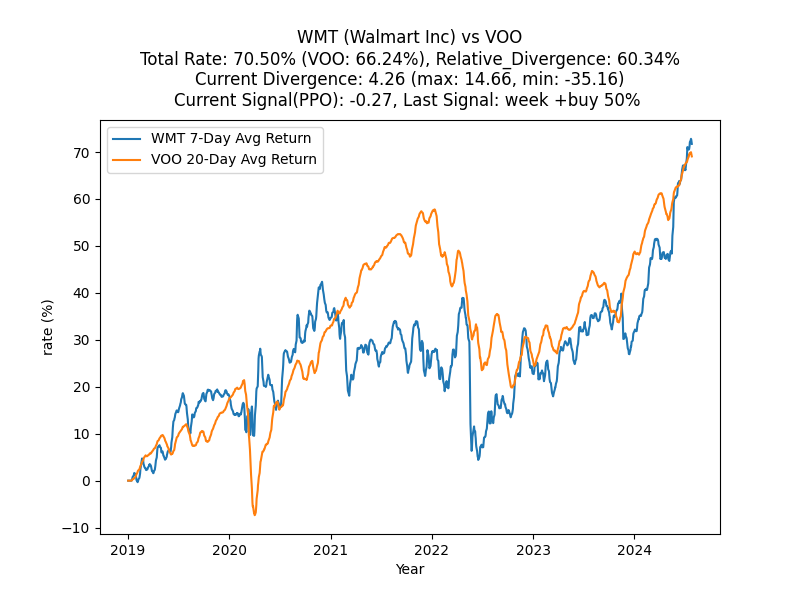 WMT (Walmart Inc) vs VOO
Total Rate: 70.50% (VOO: 66.24%), Relative_Divergence: 60.34%
Current Divergence: 4.26 (max: 14.66, min: -35.16)
Current Signal(PPO): -0.27, Last Signal: week +buy 50%
WMT 7-Day Avg Return
VOO 20-Day Avg Return
70
60
50
40
30
20
10
0
−10
rate (%)
2019
2020
2021
2022
2023
2024
Year